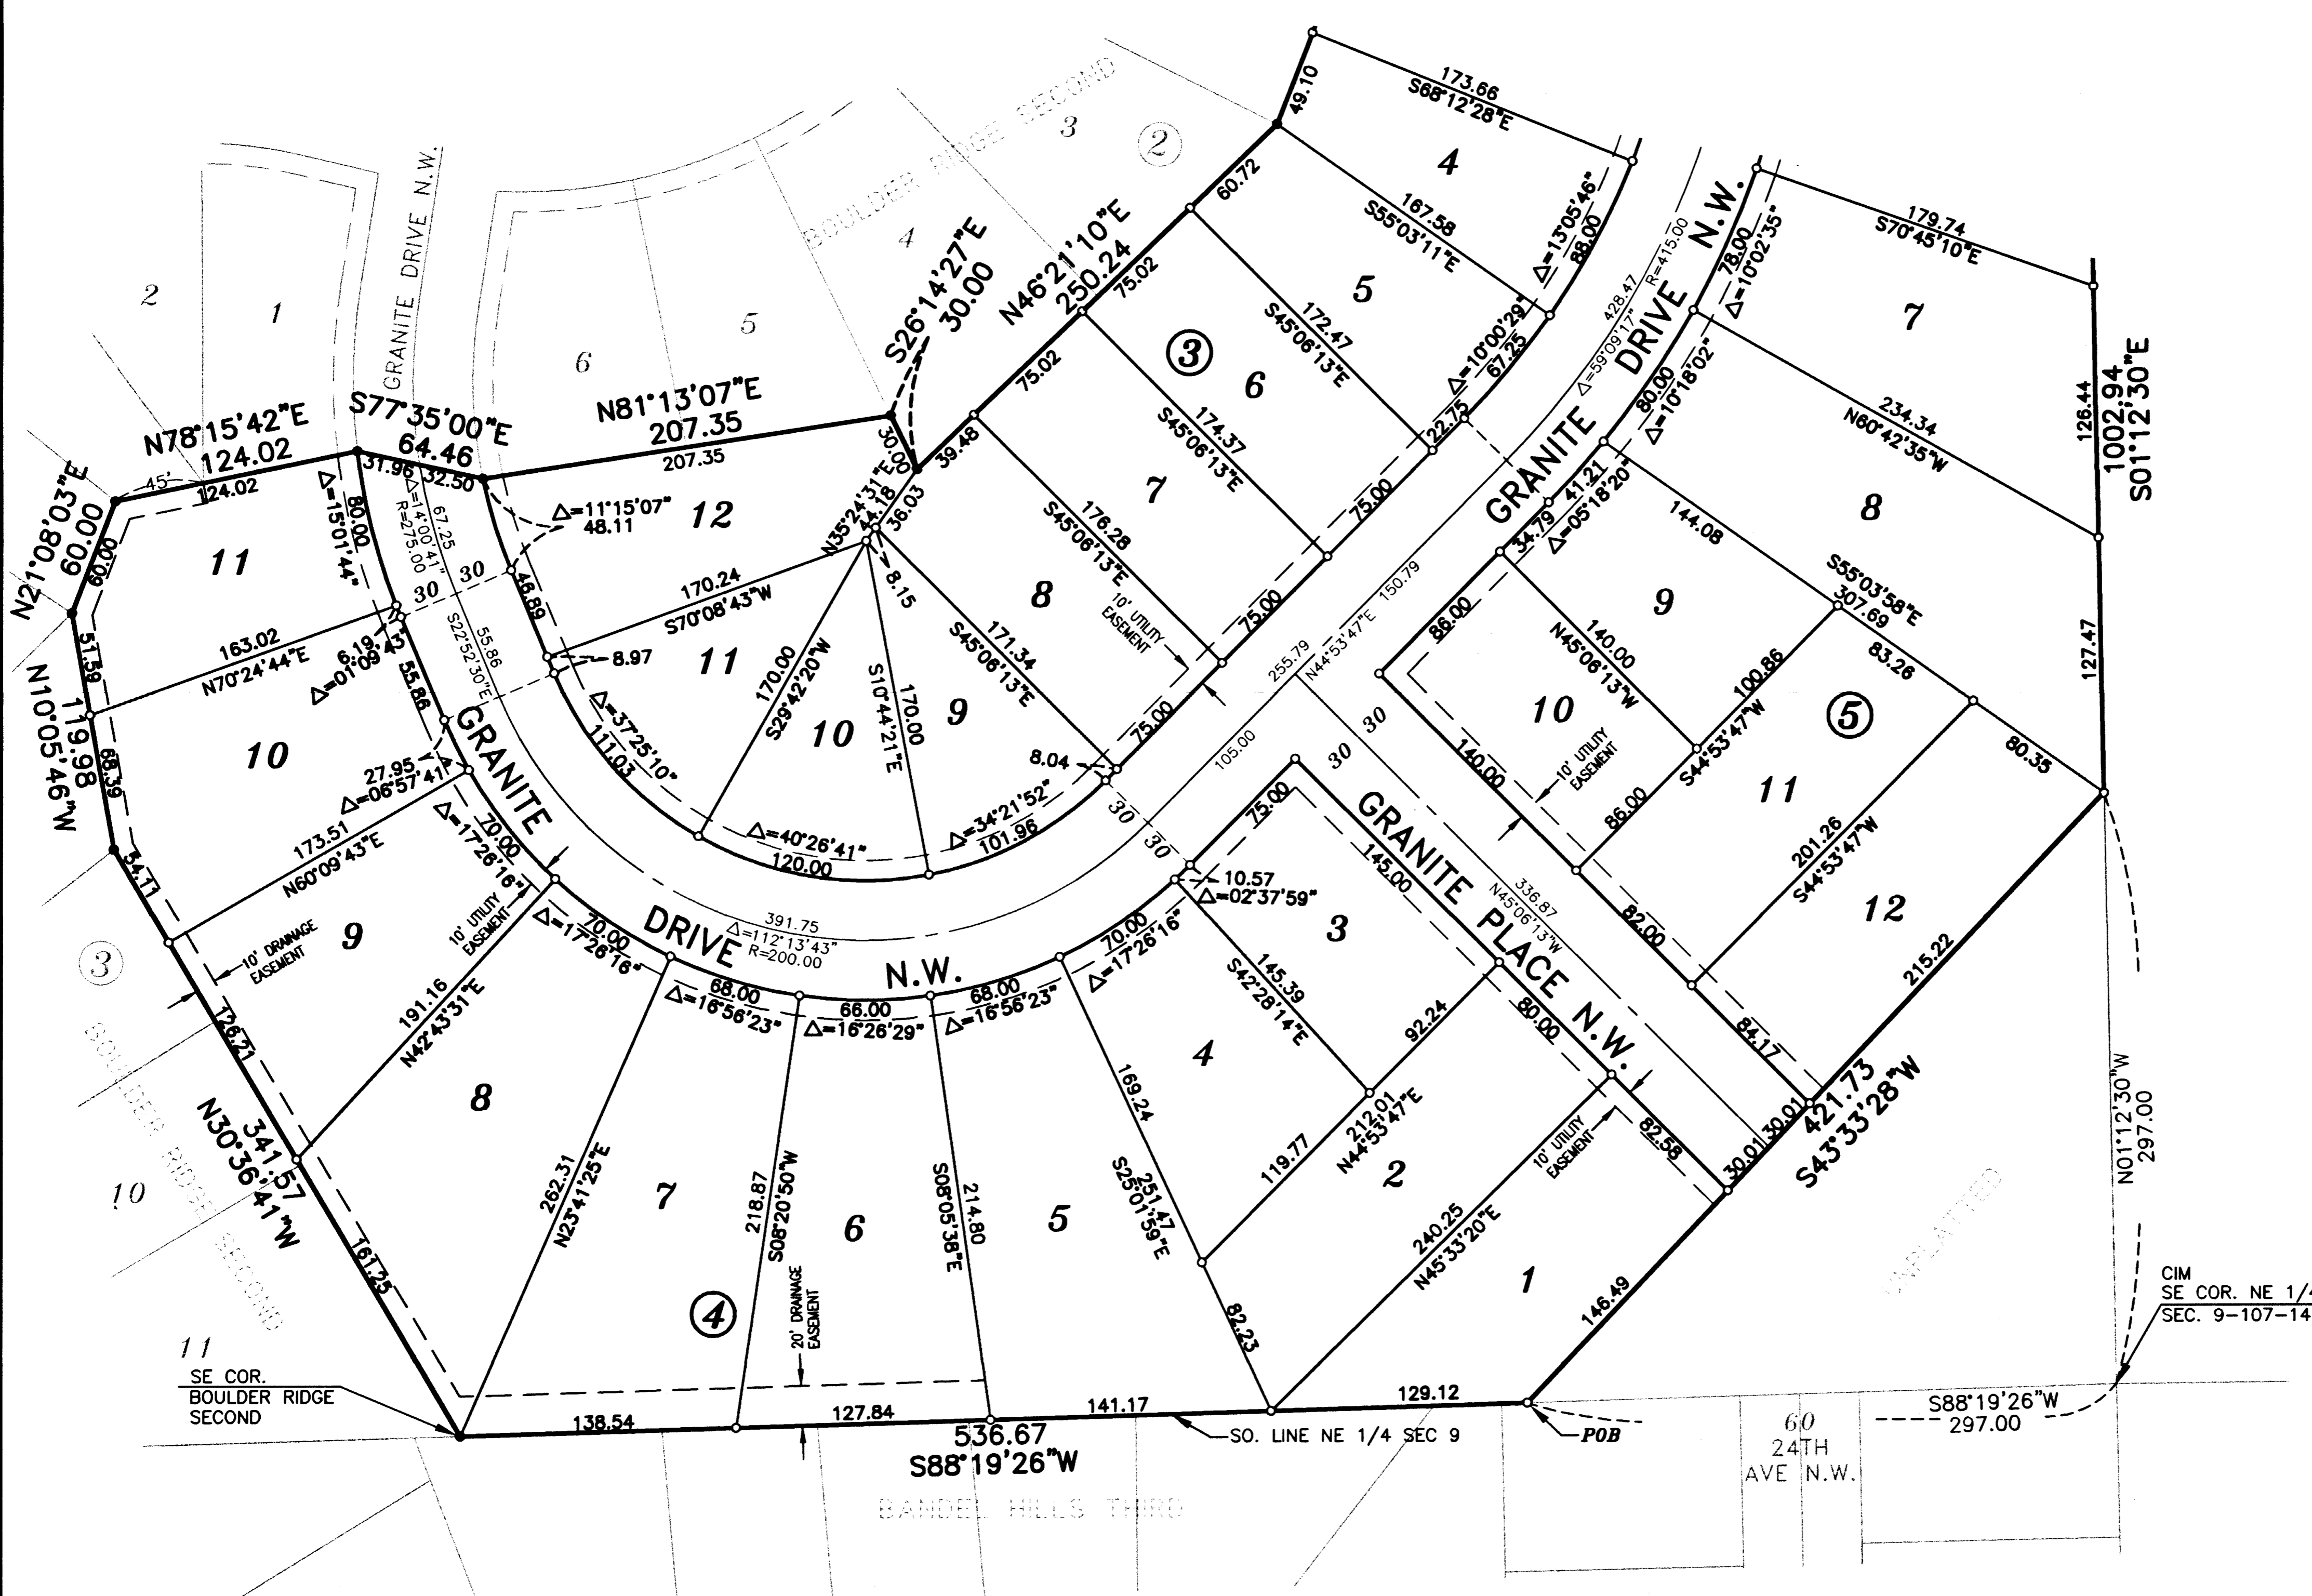 49.10
173.66
S68°12'28"E
4
BOULDER RIDGE SECOND
3
2
4
5
6
60.72
167.58
S55°03'11"E
Δ=13°05'46"
88.00
428.47
Δ=59°09'17"
R=415.00
GRANITE DRIVE N.W.
78.00
Δ=10°02'35"
179.74
S70°45'10"E
7
126.44
1002.94
S01°12'30"E
GRANITE DRIVE N.W.
2
1
S26°14'27"E
30.00
N46°21'10"E
250.24
75.02
5
3
172.47
S45°06'13"E
Δ=10°00'29"
67.25
22.75
80.00
Δ=10°18'02"
234.34
N60°42'35"W
8
N78°15'42"E
124.02
S77°35'00"E
64.46
N81°13'07"E
207.35
207.35
30.00
39.48
75.02
6
174.37
S45°06'13"E
75.00
41.21
34.79
Δ=05°18'20"
144.08
S55°03'58"E
307.69
83.26
127.47
45'
124.02
31.96
32.50
Δ=15°01'44"
80.00
67.25
Δ=14°00'41"
R=275.00
Δ=11°15'07"
48.11
12
N35°24'31"E
44.18
36.03
8.15
7
176.28
S45°06'13"E
75.00
N21°08'03"E
60.00
60.00
11
30
30
46.89
170.24
S70°08'43"W
8
10' UTILITY
EASEMENT
86.00
9
140.00
N45°06'13"W
100.86
S44°53'47"W
5
80.35
163.02
N70°24'44"E
6.19
Δ=01°09'43"
55.86
55.86
S22°52'30"E
8.97
11
170.00
S29°42'20"W
S10°44'21"E
170.00
171.34
S45°06'13"E
75.00
255.79
N44°53'47"E
150.79
105.00
30
30
10
140.00
10' UTILITY
EASEMENT
86.00
11
201.26
S44°53'47"W
51.59
119.98
N10°05'46"W
68.39
10
27.95
Δ=06°57'41"
GRANITE DRIVE N.W.
Δ=37°25'10"
111.03
10
9
8.04
Δ=40°26'41"
120.00
Δ=34°21'52"
101.96
30
30
75.00
GRANITE PLACE N.W.
145.00
336.87
N45°06'13"W
82.00
12
215.22
54.11
173.51
N60°09'43"E
70.00
Δ=17°26'16"
10' DRAINAGE
EASEMENT
9
10' UTILITY
EASEMENT
70.00
Δ=17°26'16"
391.75
Δ=112°13'43"
R=200.00
70.00
Δ=17°26'16"
10.57
Δ=02°37'59"
3
145.39
S42°28'14"E
92.24
80.00
84.17
3
BOULDER RIDGE SECOND
10
11
126.21
191.16
N42°43'31"E
68.00
Δ=16°56'23"
66.00
Δ=16°26'29"
68.00
Δ=16°56'23"
4
169.24
212.01
N44°53'47"E
119.77
2
10' UTILITY
EASEMENT
82.58
30.01
30.01
421.73
S43°33'28"W
N01°12'30"W
297.00
341.57
N30°36'41"W
161.25
8
262.31
N23°41'25"E
7
218.87
S08°20'50"W
6
214.80
S08°05'38"E
5
251.47
S25°01'59"E
82.23
240.25
N45°33'20"E
1
146.49
UNPLATTED
4
20' DRAINAGE
EASEMENT
CIM
SE COR. NE 1/4
SEC. 9-107-14
SE COR.
BOULDER RIDGE
SECOND
138.54
127.84
141.17
129.12
536.67
S88°19'26"W
SO. LINE NE 1/4 SEC 9
POB
60
24TH
AVE N.W.
S88°19'26"W
297.00
BANDEL HILLS THIRD